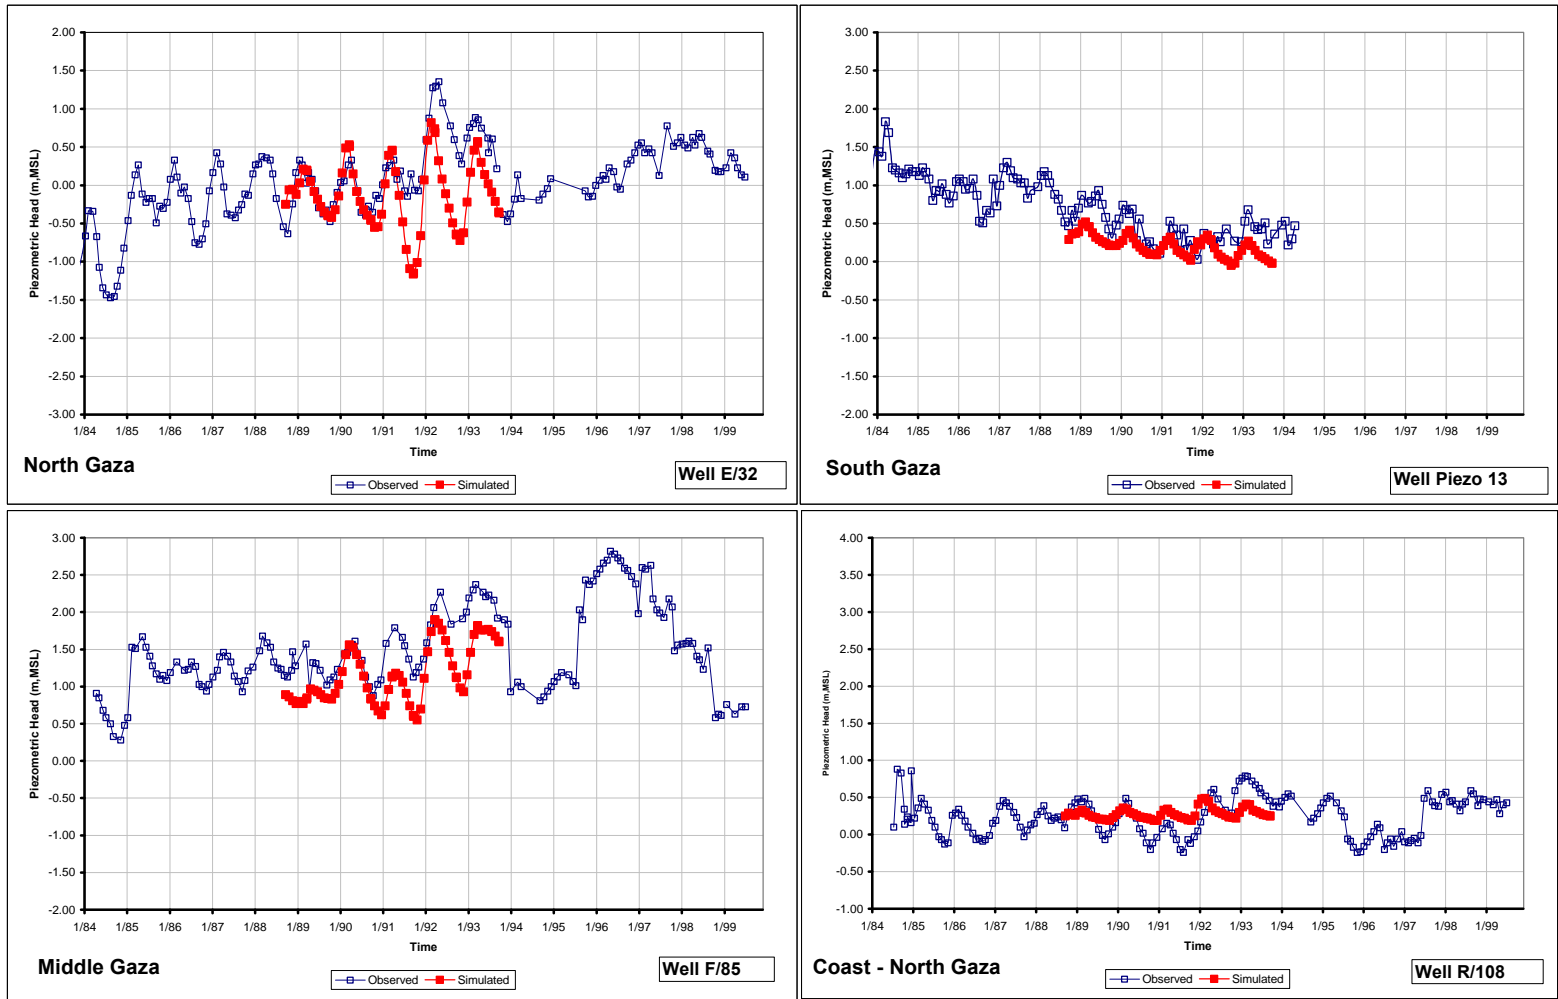 2.00
1.50
1.00
0.50
0.00
-0.50
-1.00
-1.50
-2.00
-2.50
-3.00
Piezometric Head (m,MSL)
1/84 1/85 1/86 1/87 1/88 1/89 1/90 1/91 1/92 1/93 1/94 1/95 1/96 1/97 1/98 1/99
Time
North Gaza
Observed Simulated
Well E/32
3.00
2.50
2.00
1.50
1.00
0.50
0.00
-0.50
-1.00
-1.50
-2.00
Piezometric Head (m,MSL)
1/84 1/85 1/86 1/87 1/88 1/89 1/90 1/91 1/92 1/93 1/94 1/95 1/96 1/97 1/98 1/99
Time
South Gaza
Observed Simulated
Well Piezo 13
3.00
2.50
2.00
1.50
1.00
0.50
0.00
-0.50
-1.00
-1.50
-2.00
Piezometric Head (m,MSL)
1/84 1/85 1/86 1/87 1/88 1/89 1/90 1/91 1/92 1/93 1/94 1/95 1/96 1/97 1/98 1/99
Time
Middle Gaza
Observed Simulated
Well F/85
4.00
3.50
3.00
2.50
2.00
1.50
1.00
0.50
0.00
-0.50
-1.00
Piezometric Head (m,MSL)
1/84 1/85 1/86 1/87 1/88 1/89 1/90 1/91 1/92 1/93 1/94 1/95 1/96 1/97 1/98 1/99
Time
Coast - North Gaza
Observed Simulated
Well R/108